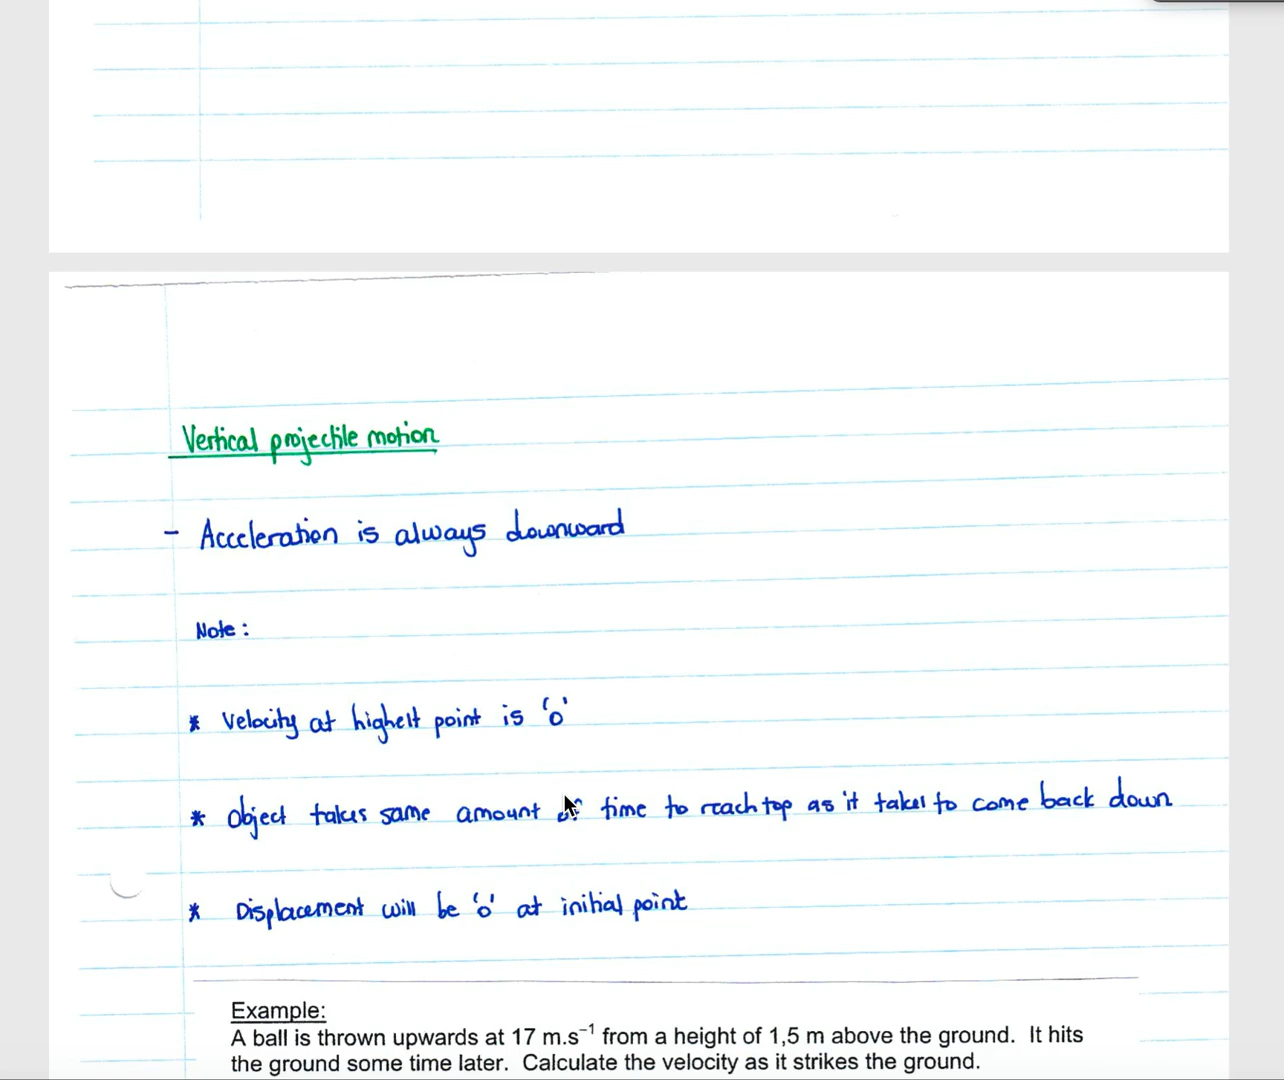 Vertical projectile motion
- Acceleration is always downward
Note :
* Velocity at highest point is '0'
* Object takes same amount of time to reach top as it takes to come back down
* Displacement will be '0' at initial point
Example:
A ball is thrown upwards at 17 m.s⁻¹ from a height of 1,5 m above the ground. It hits
the ground some time later. Calculate the velocity as it strikes the ground.